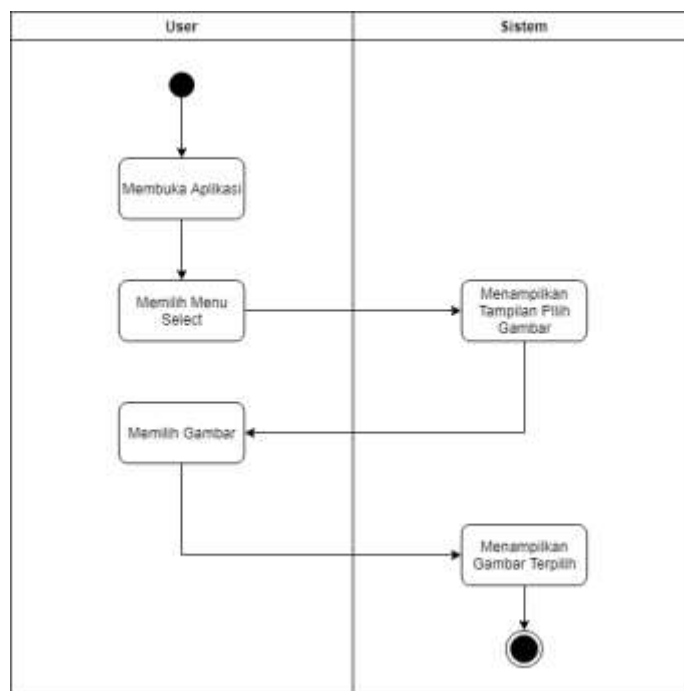 User
Sistem
Membuka Aplikasi
Memilih Menu
Select
Menampilkan
Tampilan Pilih
Gambar
Memilih Gambar
Menampilkan
Gambar Terpilih